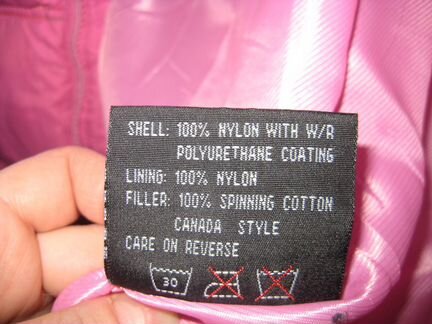 SHELL: 100% NYLON WITH W/R
POLYURETHANE COATING
LINING: 100% NYLON
FILLER: 100% SPINNING COTTON
CANADA STYLE
CARE ON REVERSE
30